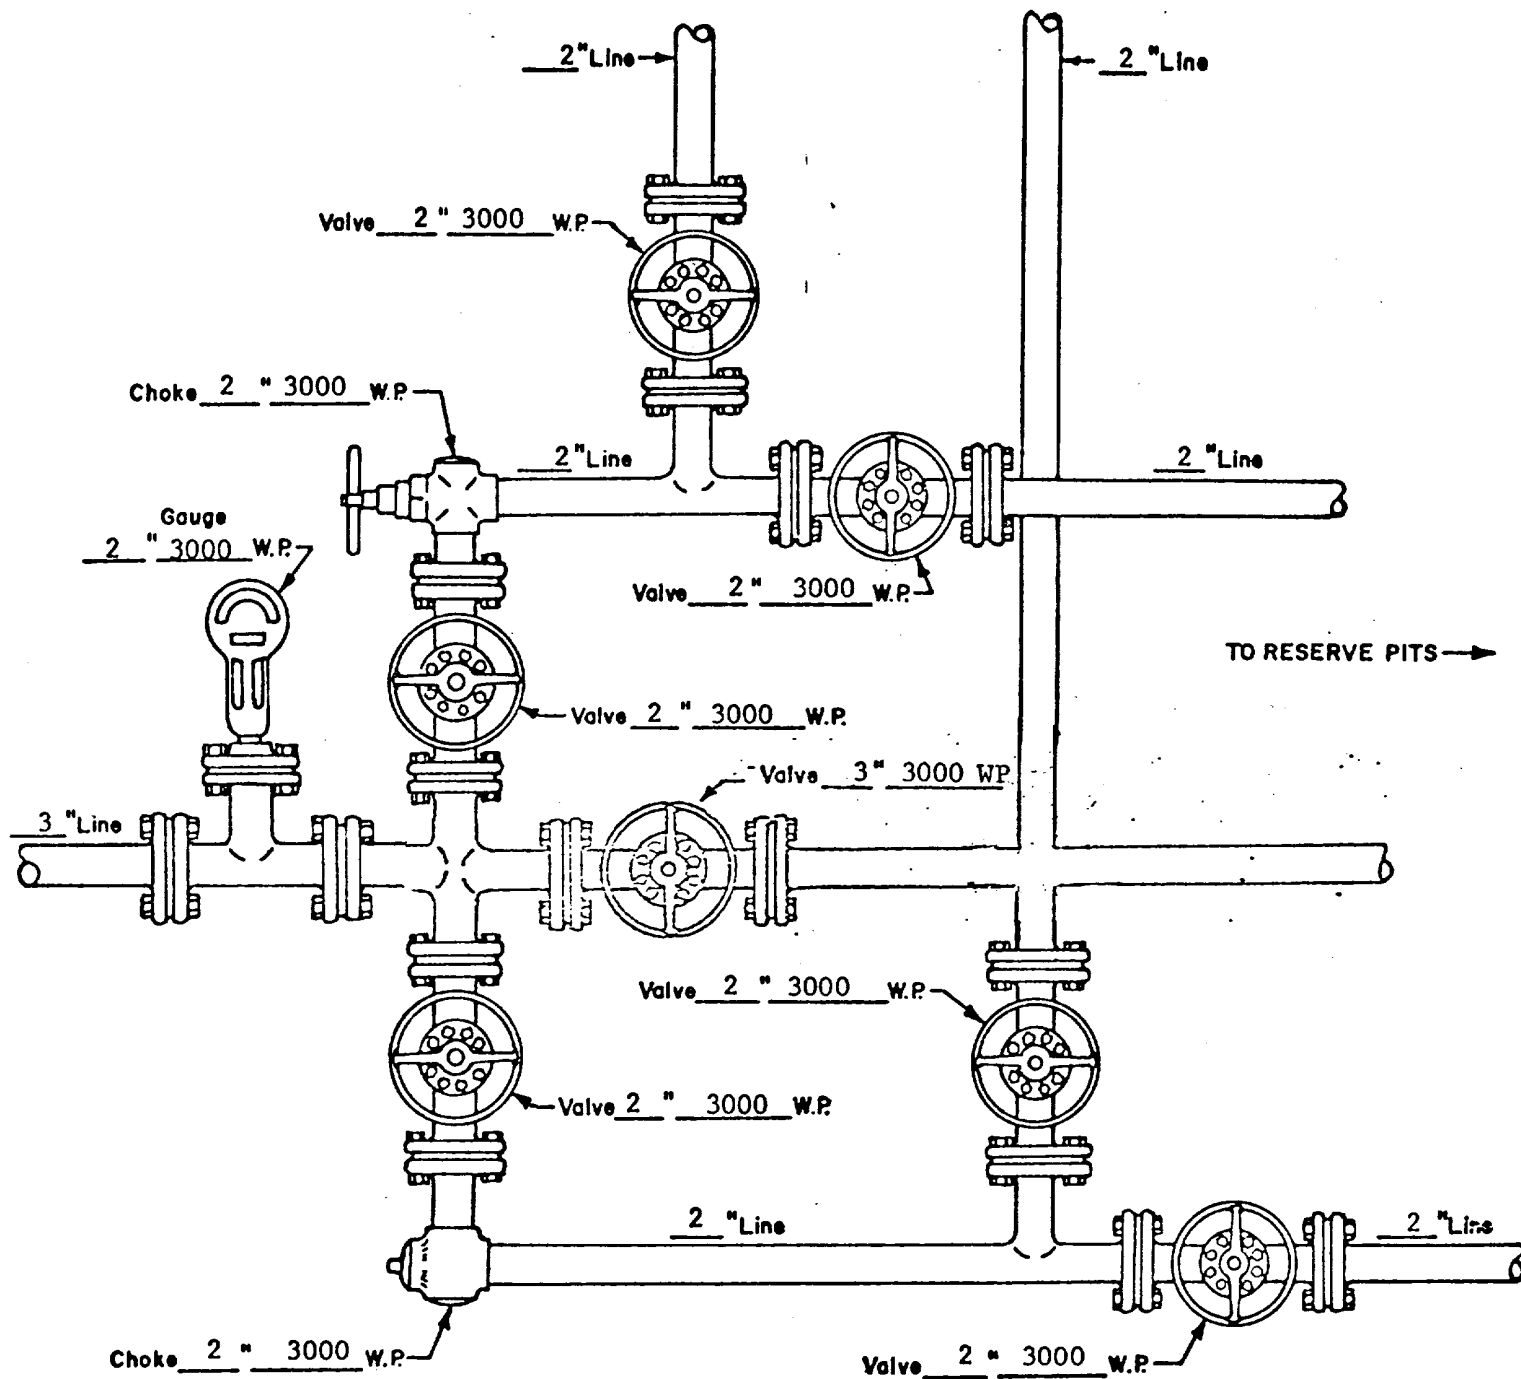 2 "Line
2 "Line
Valve 2 " 3000 W.P.
Choke 2 " 3000 W.P.
2 "Line
2 "Line
Gauge
2 " 3000 W.P.
Valve 2 " 3000 W.P.
TO RESERVE PITS
Valve 2 " 3000 W.P.
Valve 3" 3000 WP
3 "Line
Valve 2 " 3000 W.P.
Valve 2 " 3000 W.P.
2 "Line
2 "Line
Choke 2 " 3000 W.P.
Valve 2 " 3000 W.P.